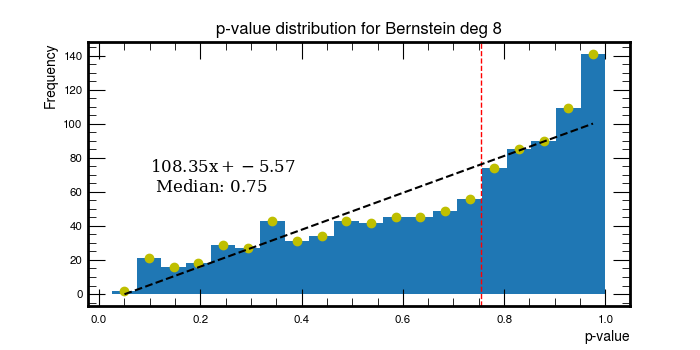 p-value distribution for Bernstein deg 8
Frequency
140
120
100
80
60
40
20
0
108.35x + −5.57
Median: 0.75
0.0 0.2 0.4 0.6 0.8 1.0
p-value